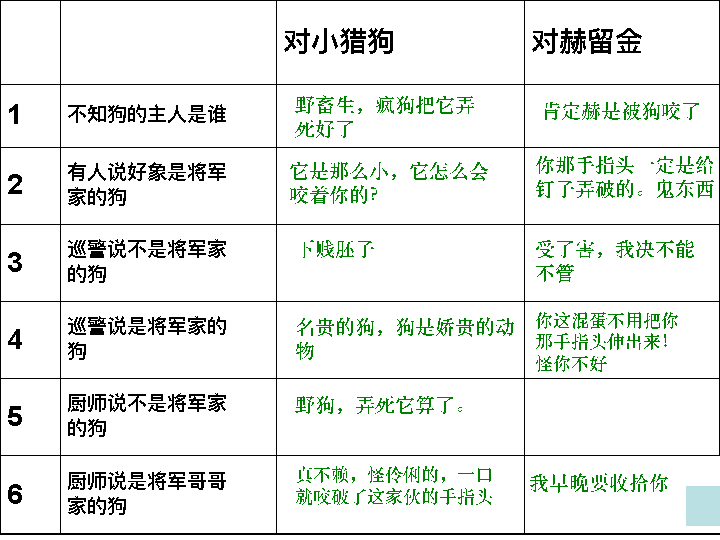 对小猎狗
对赫留金
1
不知狗的主人是谁
野畜生，疯狗把它弄
死好了
肯定赫是被狗咬了
2
有人说好象是将军
家的狗
它是那么小，它怎么会
咬着你的?
你那手指头一定是给
钉了弄破的。鬼东西
3
巡警说不是将军家
的狗
下贱胚子
受了害，我决不能
不管
4
巡警说是将军家的
狗
名贵的狗，狗是娇贵的动
物
你这混蛋不用把你
那手指头伸出来！
怪你不好
5
厨师说不是将军家
的狗
野狗，弄死它算了。
6
厨师说是将军哥哥
家的狗
真不赖，怪伶俐的，一口
就咬破了这家伙的手指头
我早晚要收拾你